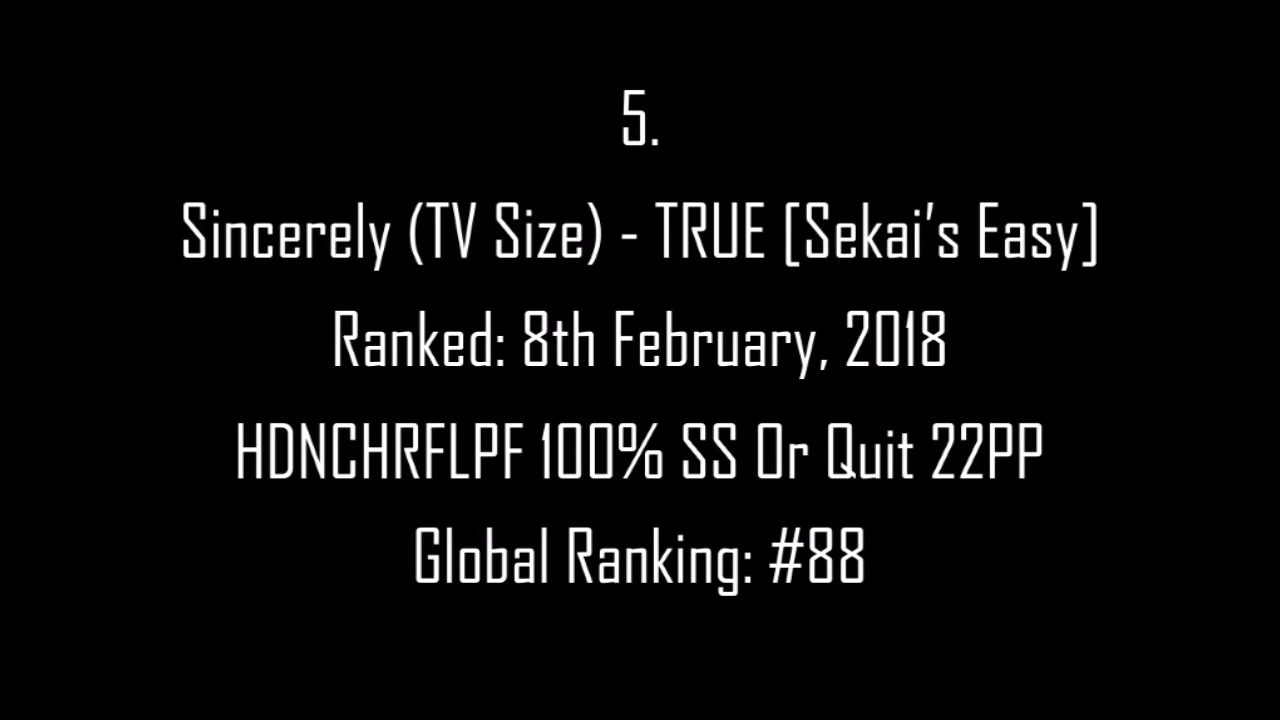 5.
Sincerely (TV Size) - TRUE [Sekai's Easy]
Ranked: 8th February, 2018
HDNCHRFLPF 100% SS Or Quit 22PP
Global Ranking: #88